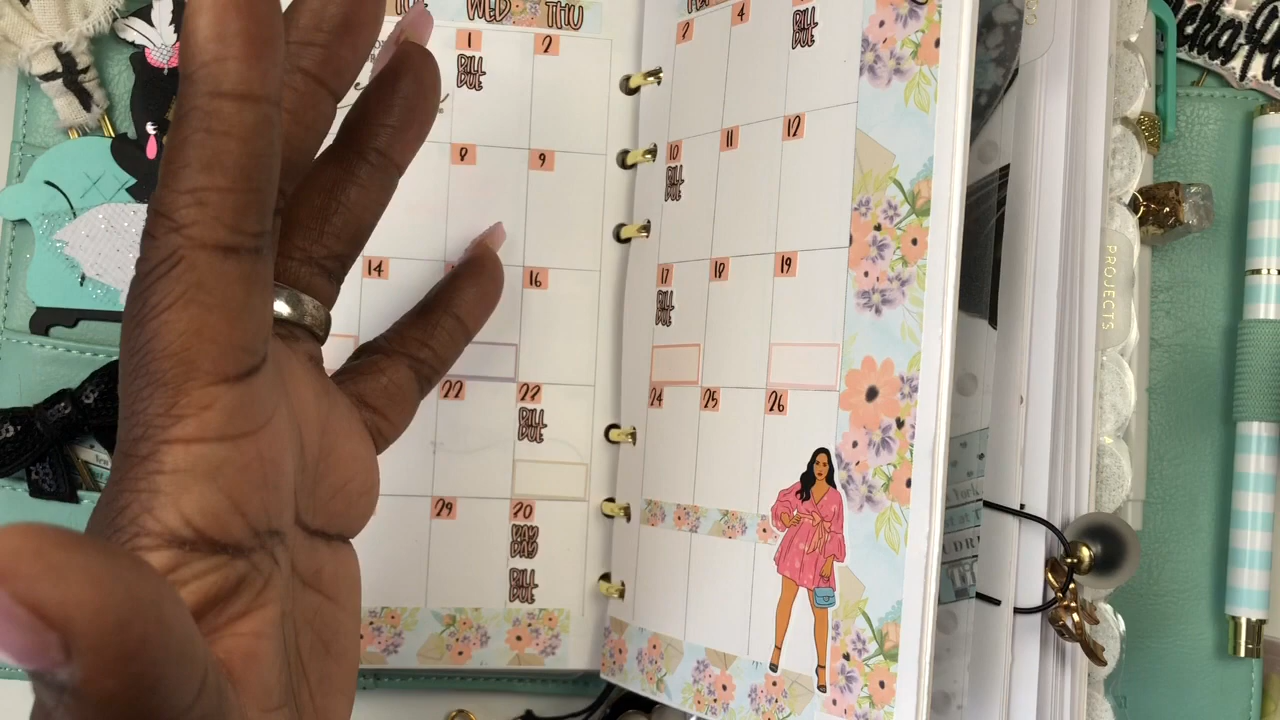 WED THU
1 2 3 4
BILL DUE BILL DUE
8 9 10 11 12
BILL DUE
14 16 17 18 19
BILL DUE
22 23 24 25 26
BILL DUE
29 30
PAY DAY
BILL DUE
PROJECTS